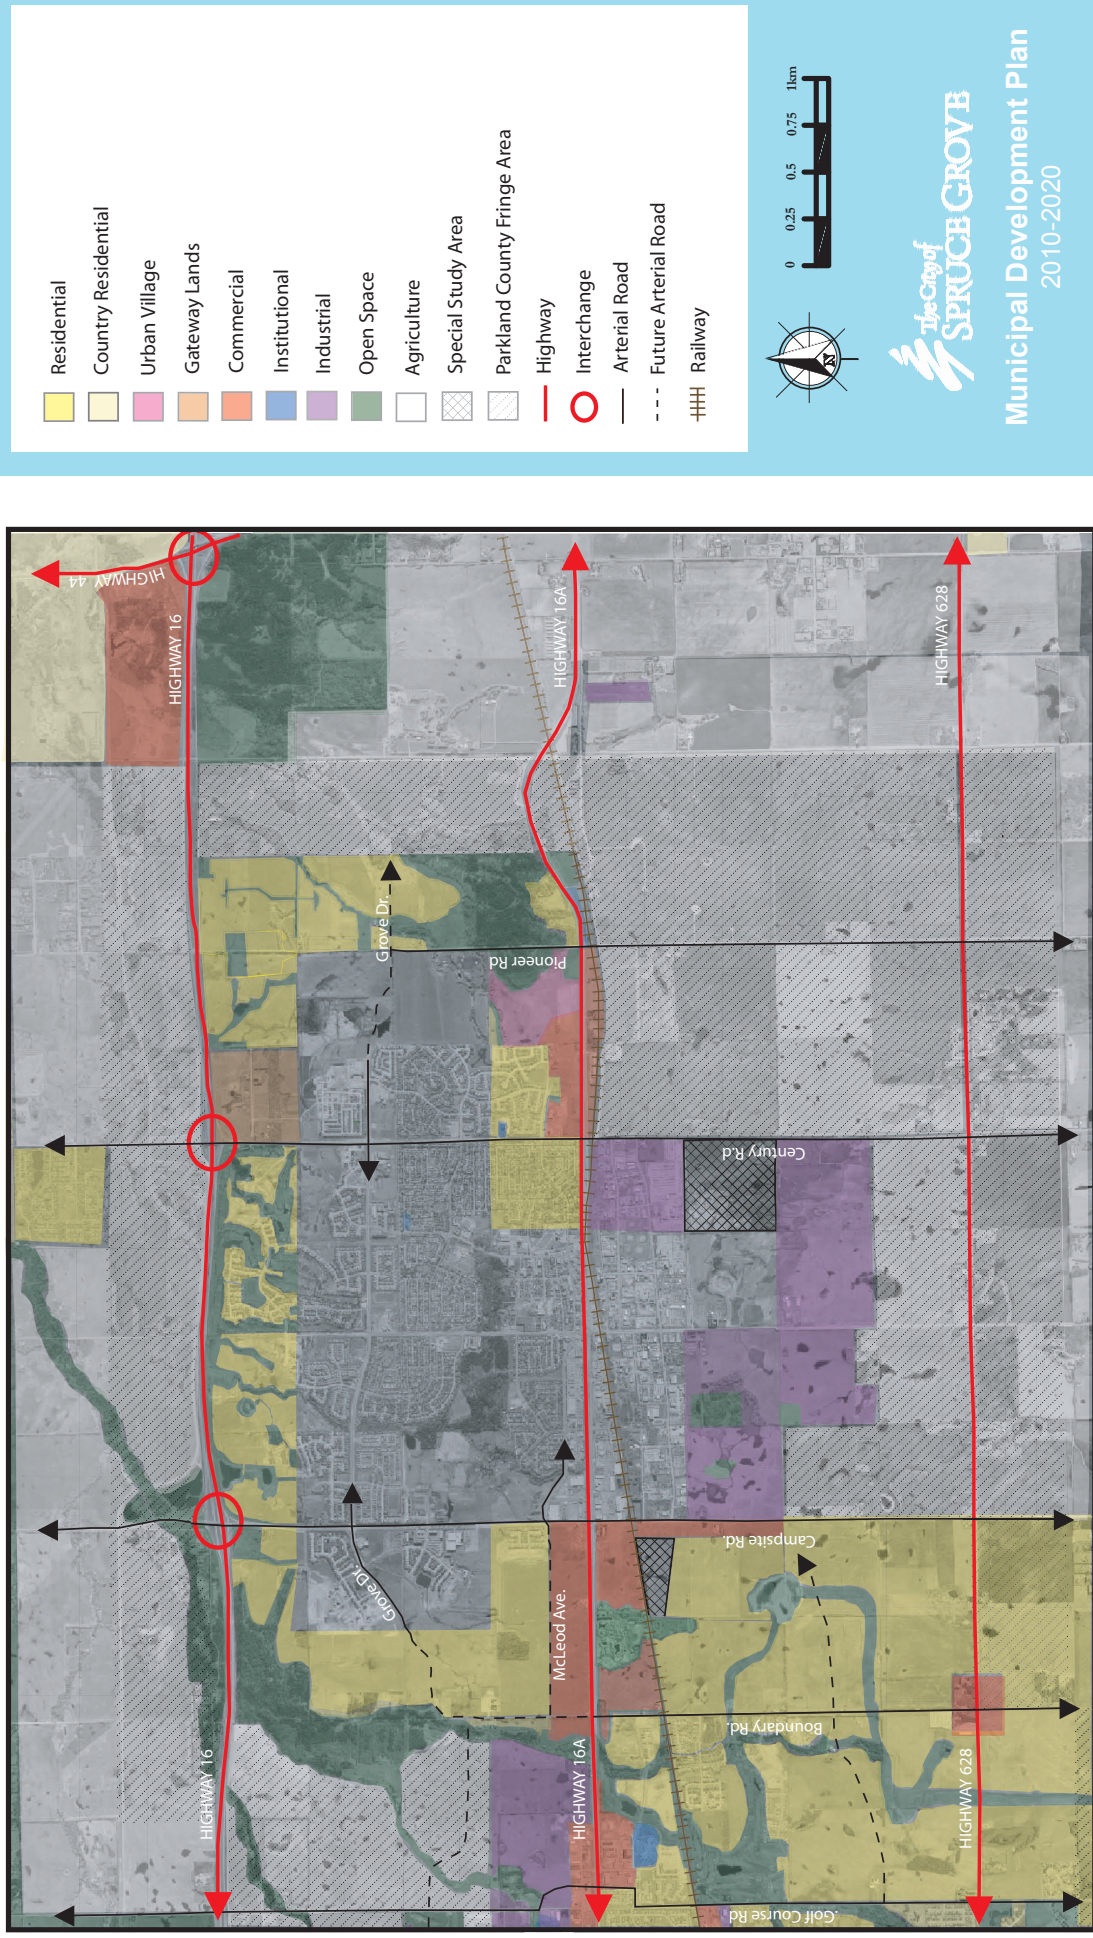 Residential
Country Residential
Urban Village
Gateway Lands
Commercial
Institutional
Industrial
Open Space
Agriculture
Special Study Area
Parkland County Fringe Area
Highway
Interchange
Arterial Road
Future Arterial Road
Railway
0 0.25 0.5 0.75 1km
N
The City of
SPRUCE GROVE
Municipal Development Plan
2010-2020
HIGHWAY 44
HIGHWAY 16
HIGHWAY 16A
HIGHWAY 628
Grove Dr.
Pioneer Rd
Century R.d
Campsite Rd.
Grove Dr.
McLeod Ave.
Boundary Rd.
HIGHWAY 16
HIGHWAY 16A
HIGHWAY 628
Golf Course Rd.